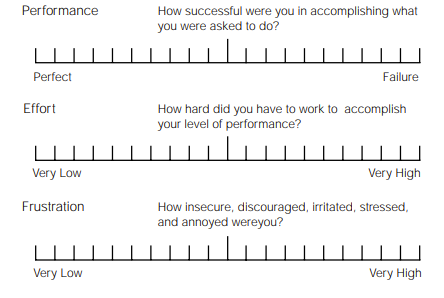 Performance How successful were you in accomplishing what
you were asked to do?
Perfect Failure
Effort How hard did you have to work to accomplish
your level of performance?
Very Low Very High
Frustration How insecure, discouraged, irritated, stressed,
and annoyed wereyou?
Very Low Very High